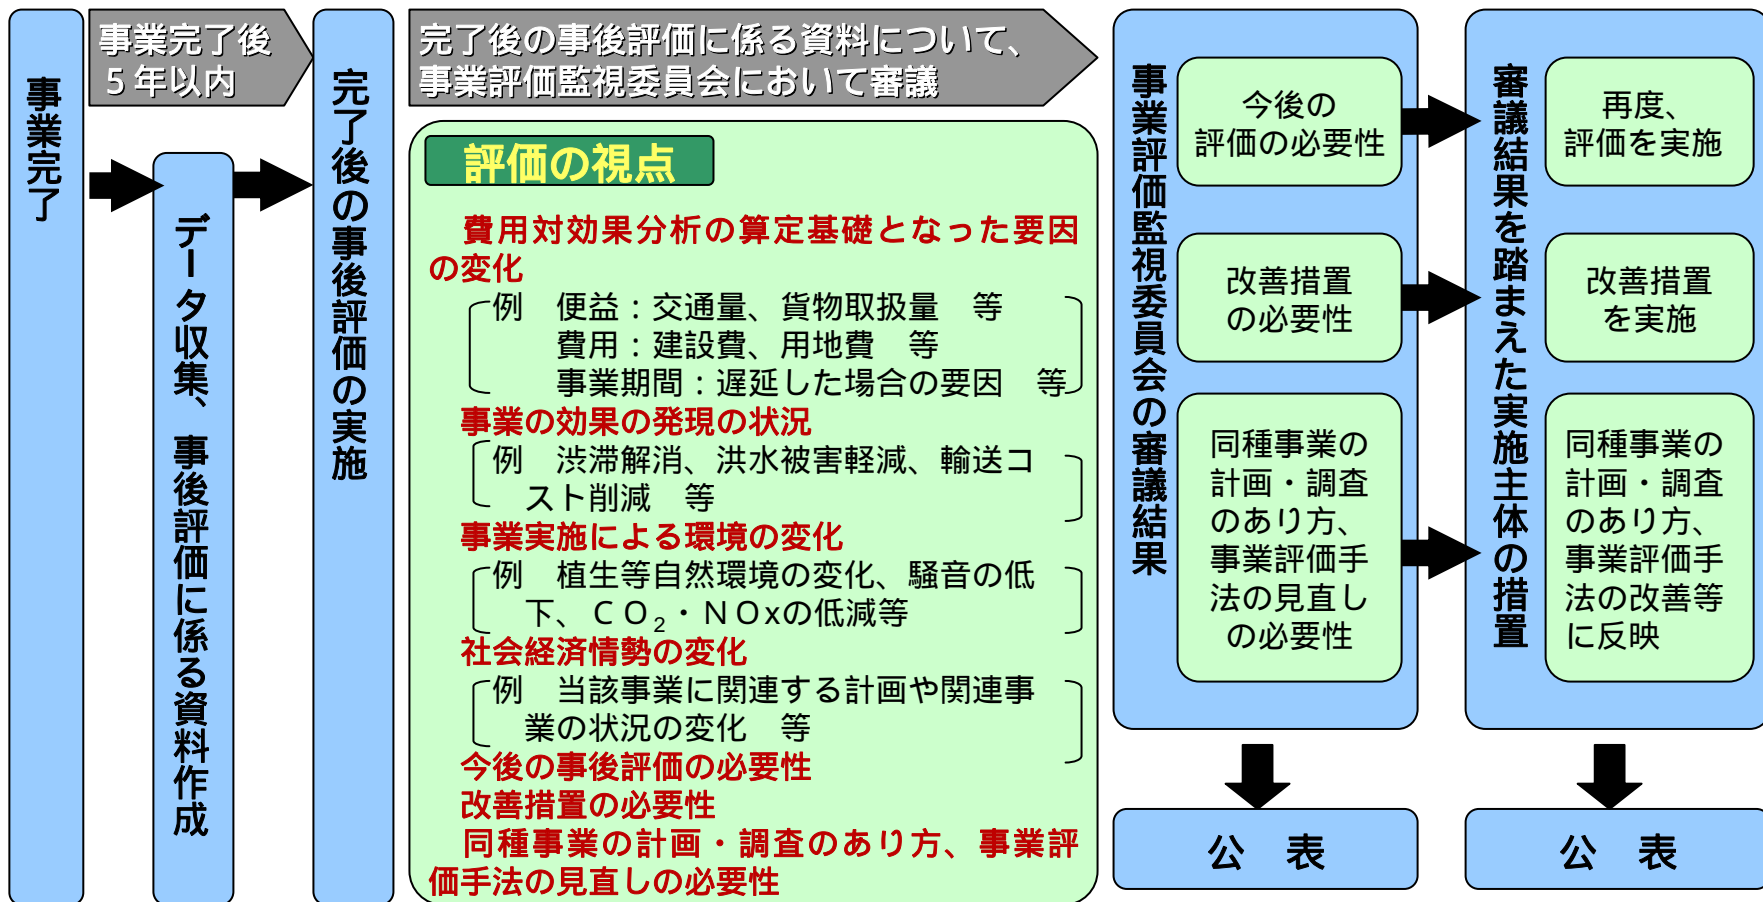 事業完了
事業完了後
５年以内
データ収集、事後評価に係る資料作成
完了後の事後評価の実施
完了後の事後評価に係る資料について、
事業評価監視委員会において審議
評価の視点
費用対効果分析の算定基礎となった要因
の変化
例　便益：交通量、貨物取扱量　等
費用：建設費、用地費　等
事業期間：遅延した場合の要因　等
事業の効果の発現の状況
例　渋滞解消、洪水被害軽減、輸送コ
スト削減　等
事業実施による環境の変化
例　植生等自然環境の変化、騒音の低
下、ＣＯ₂・ＮＯxの低減等
社会経済情勢の変化
例　当該事業に関連する計画や関連事
業の状況の変化　等
今後の事後評価の必要性
改善措置の必要性
同種事業の計画・調査のあり方、事業評
価手法の見直しの必要性
事業評価監視委員会の審議結果
今後の
評価の必要性
改善措置
の必要性
同種事業の
計画・調査
のあり方、
事業評価手
法の見直し
の必要性
公　表
審議結果を踏まえた実施主体の措置
再度、
評価を実施
改善措置
を実施
同種事業の
計画・調査
のあり方、
事業評価手
法の改善等
に反映
公　表